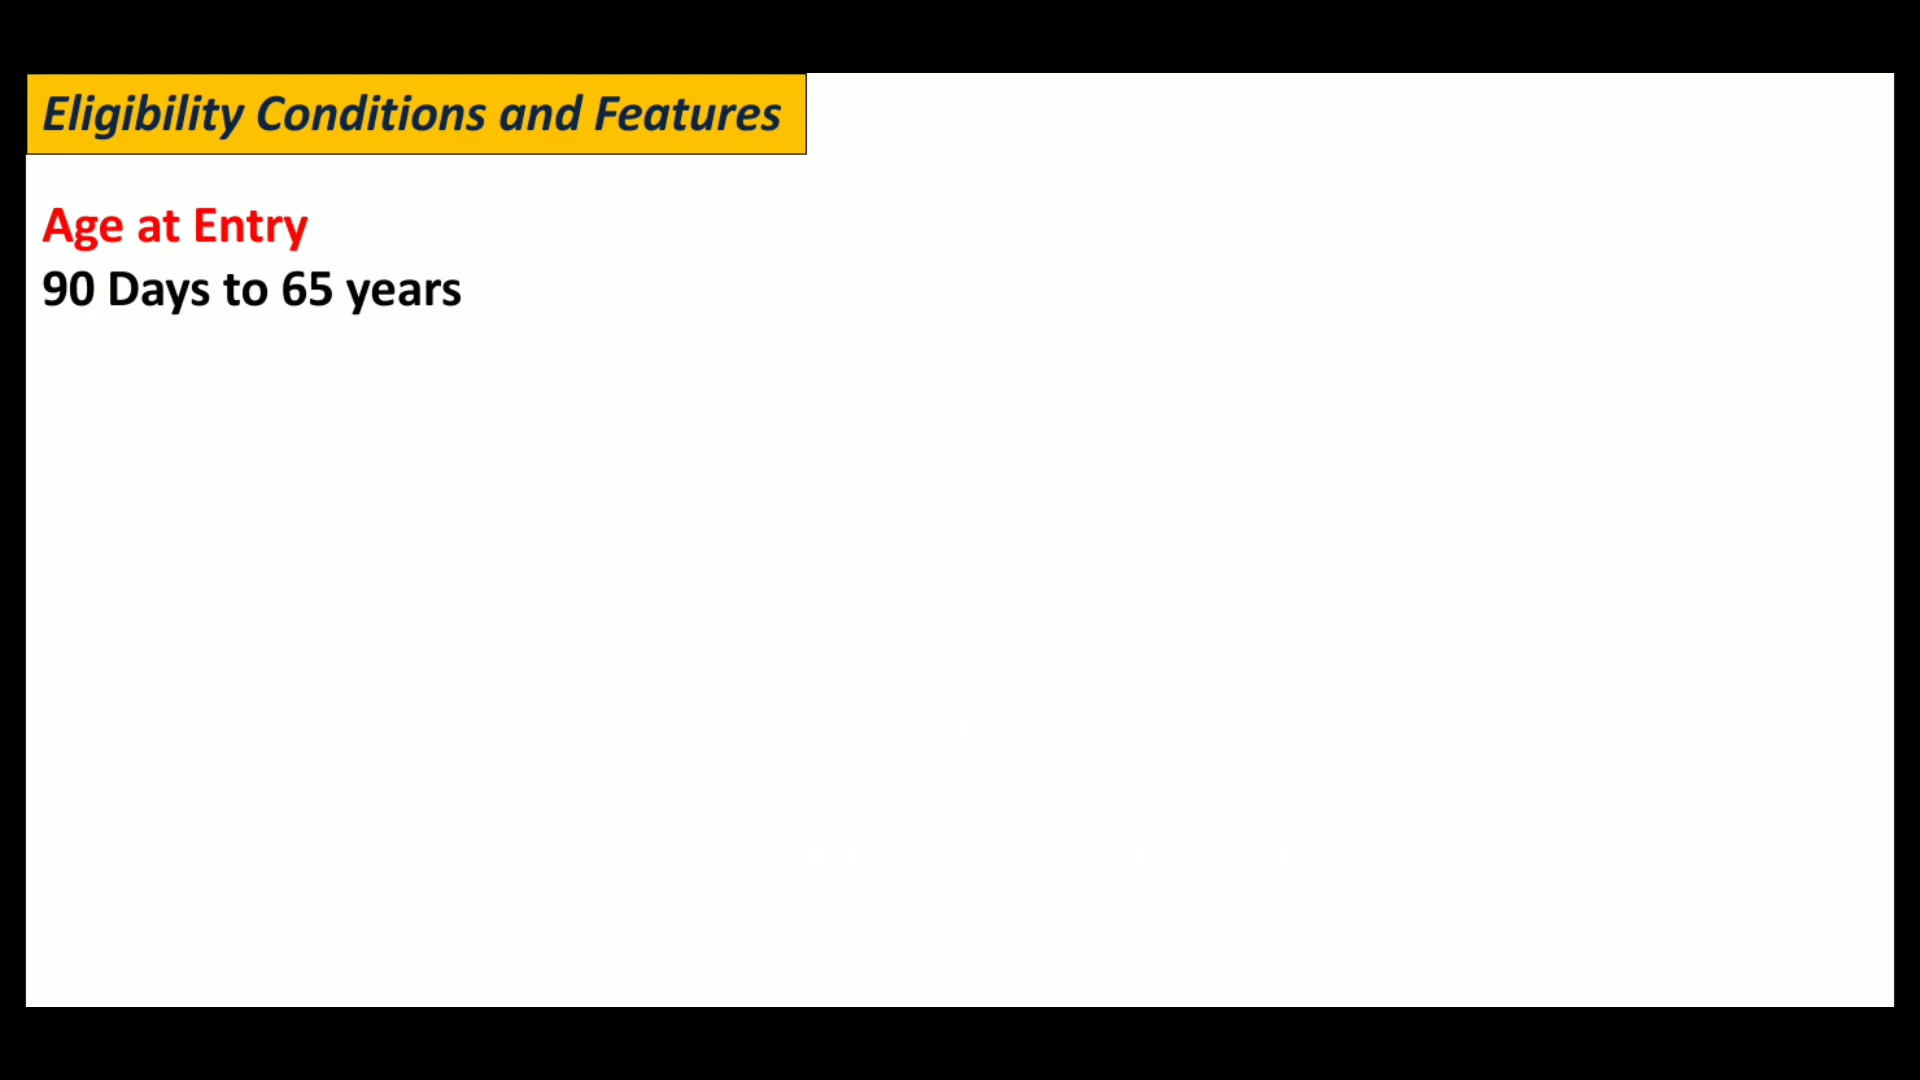 Eligibility Conditions and Features
Age at Entry
90 Days to 65 years